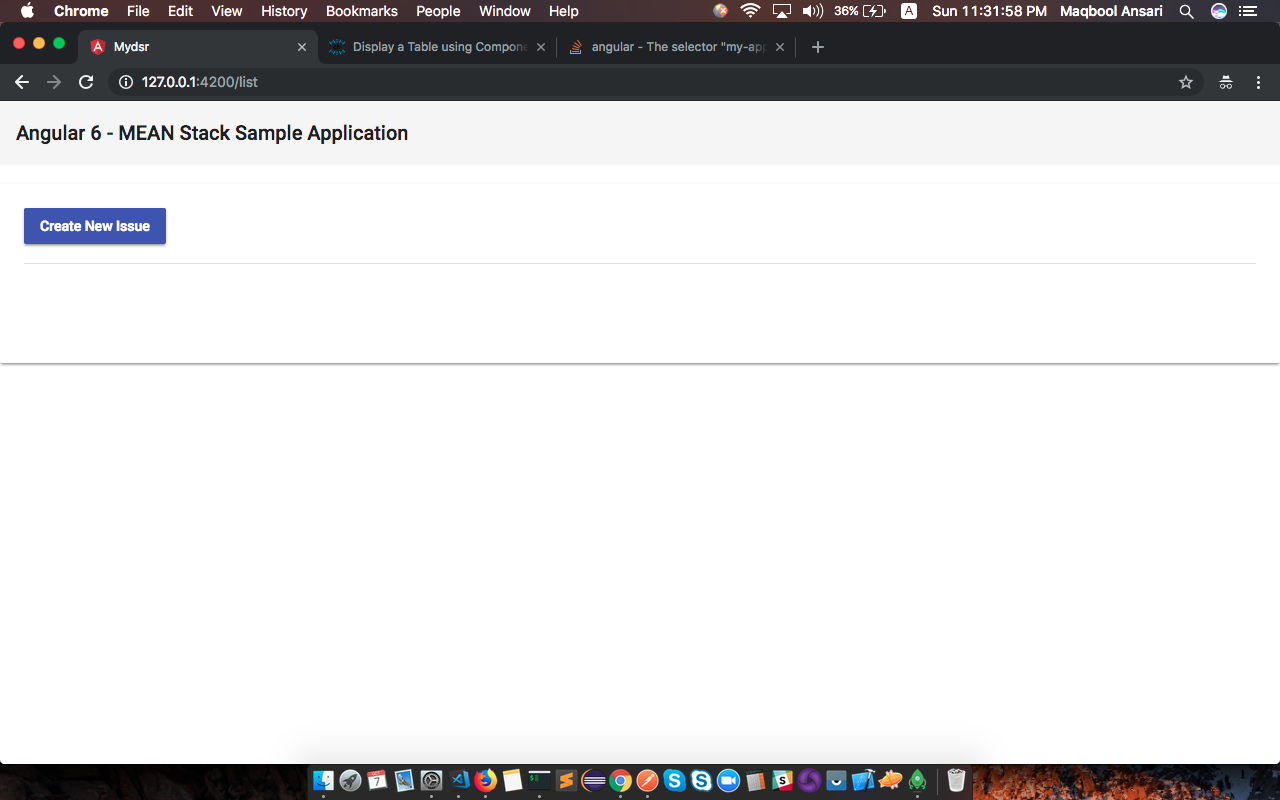 Chrome File Edit View History Bookmarks People Window Help 36% A Sun 11:31:58 PM Maqbool Ansari
Mydsr Display a Table using Compone angular - The selector "my-app
127.0.0.1:4200/list
Angular 6 - MEAN Stack Sample Application
Create New Issue
7